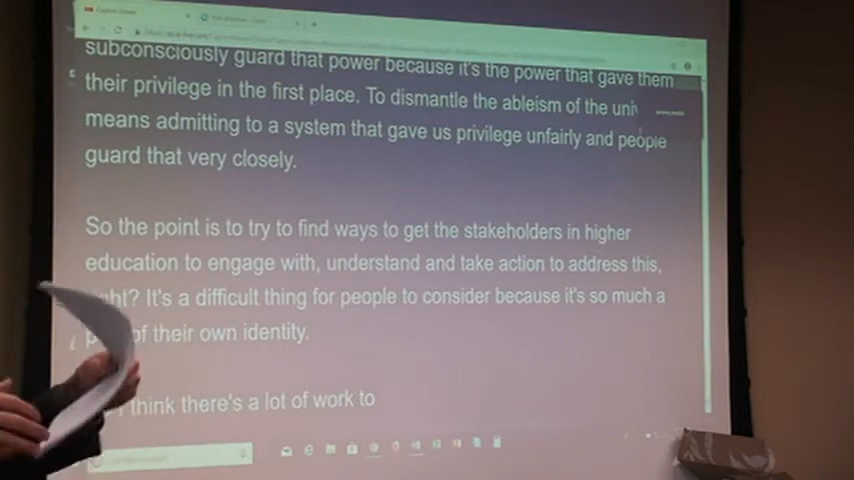 subconsciously guard that power because it's the power that gave them
their privilege in the first place. To dismantle the ableism of the
means admitting to a system that gave us privilege unfairly and people
guard that very closely.
So the point is to try to find ways to get the stakeholders in higher
education to engage with, understand and take action to address this,
It's a difficult thing for people to consider because it's so much a
of their own identity.
think there's a lot of work to